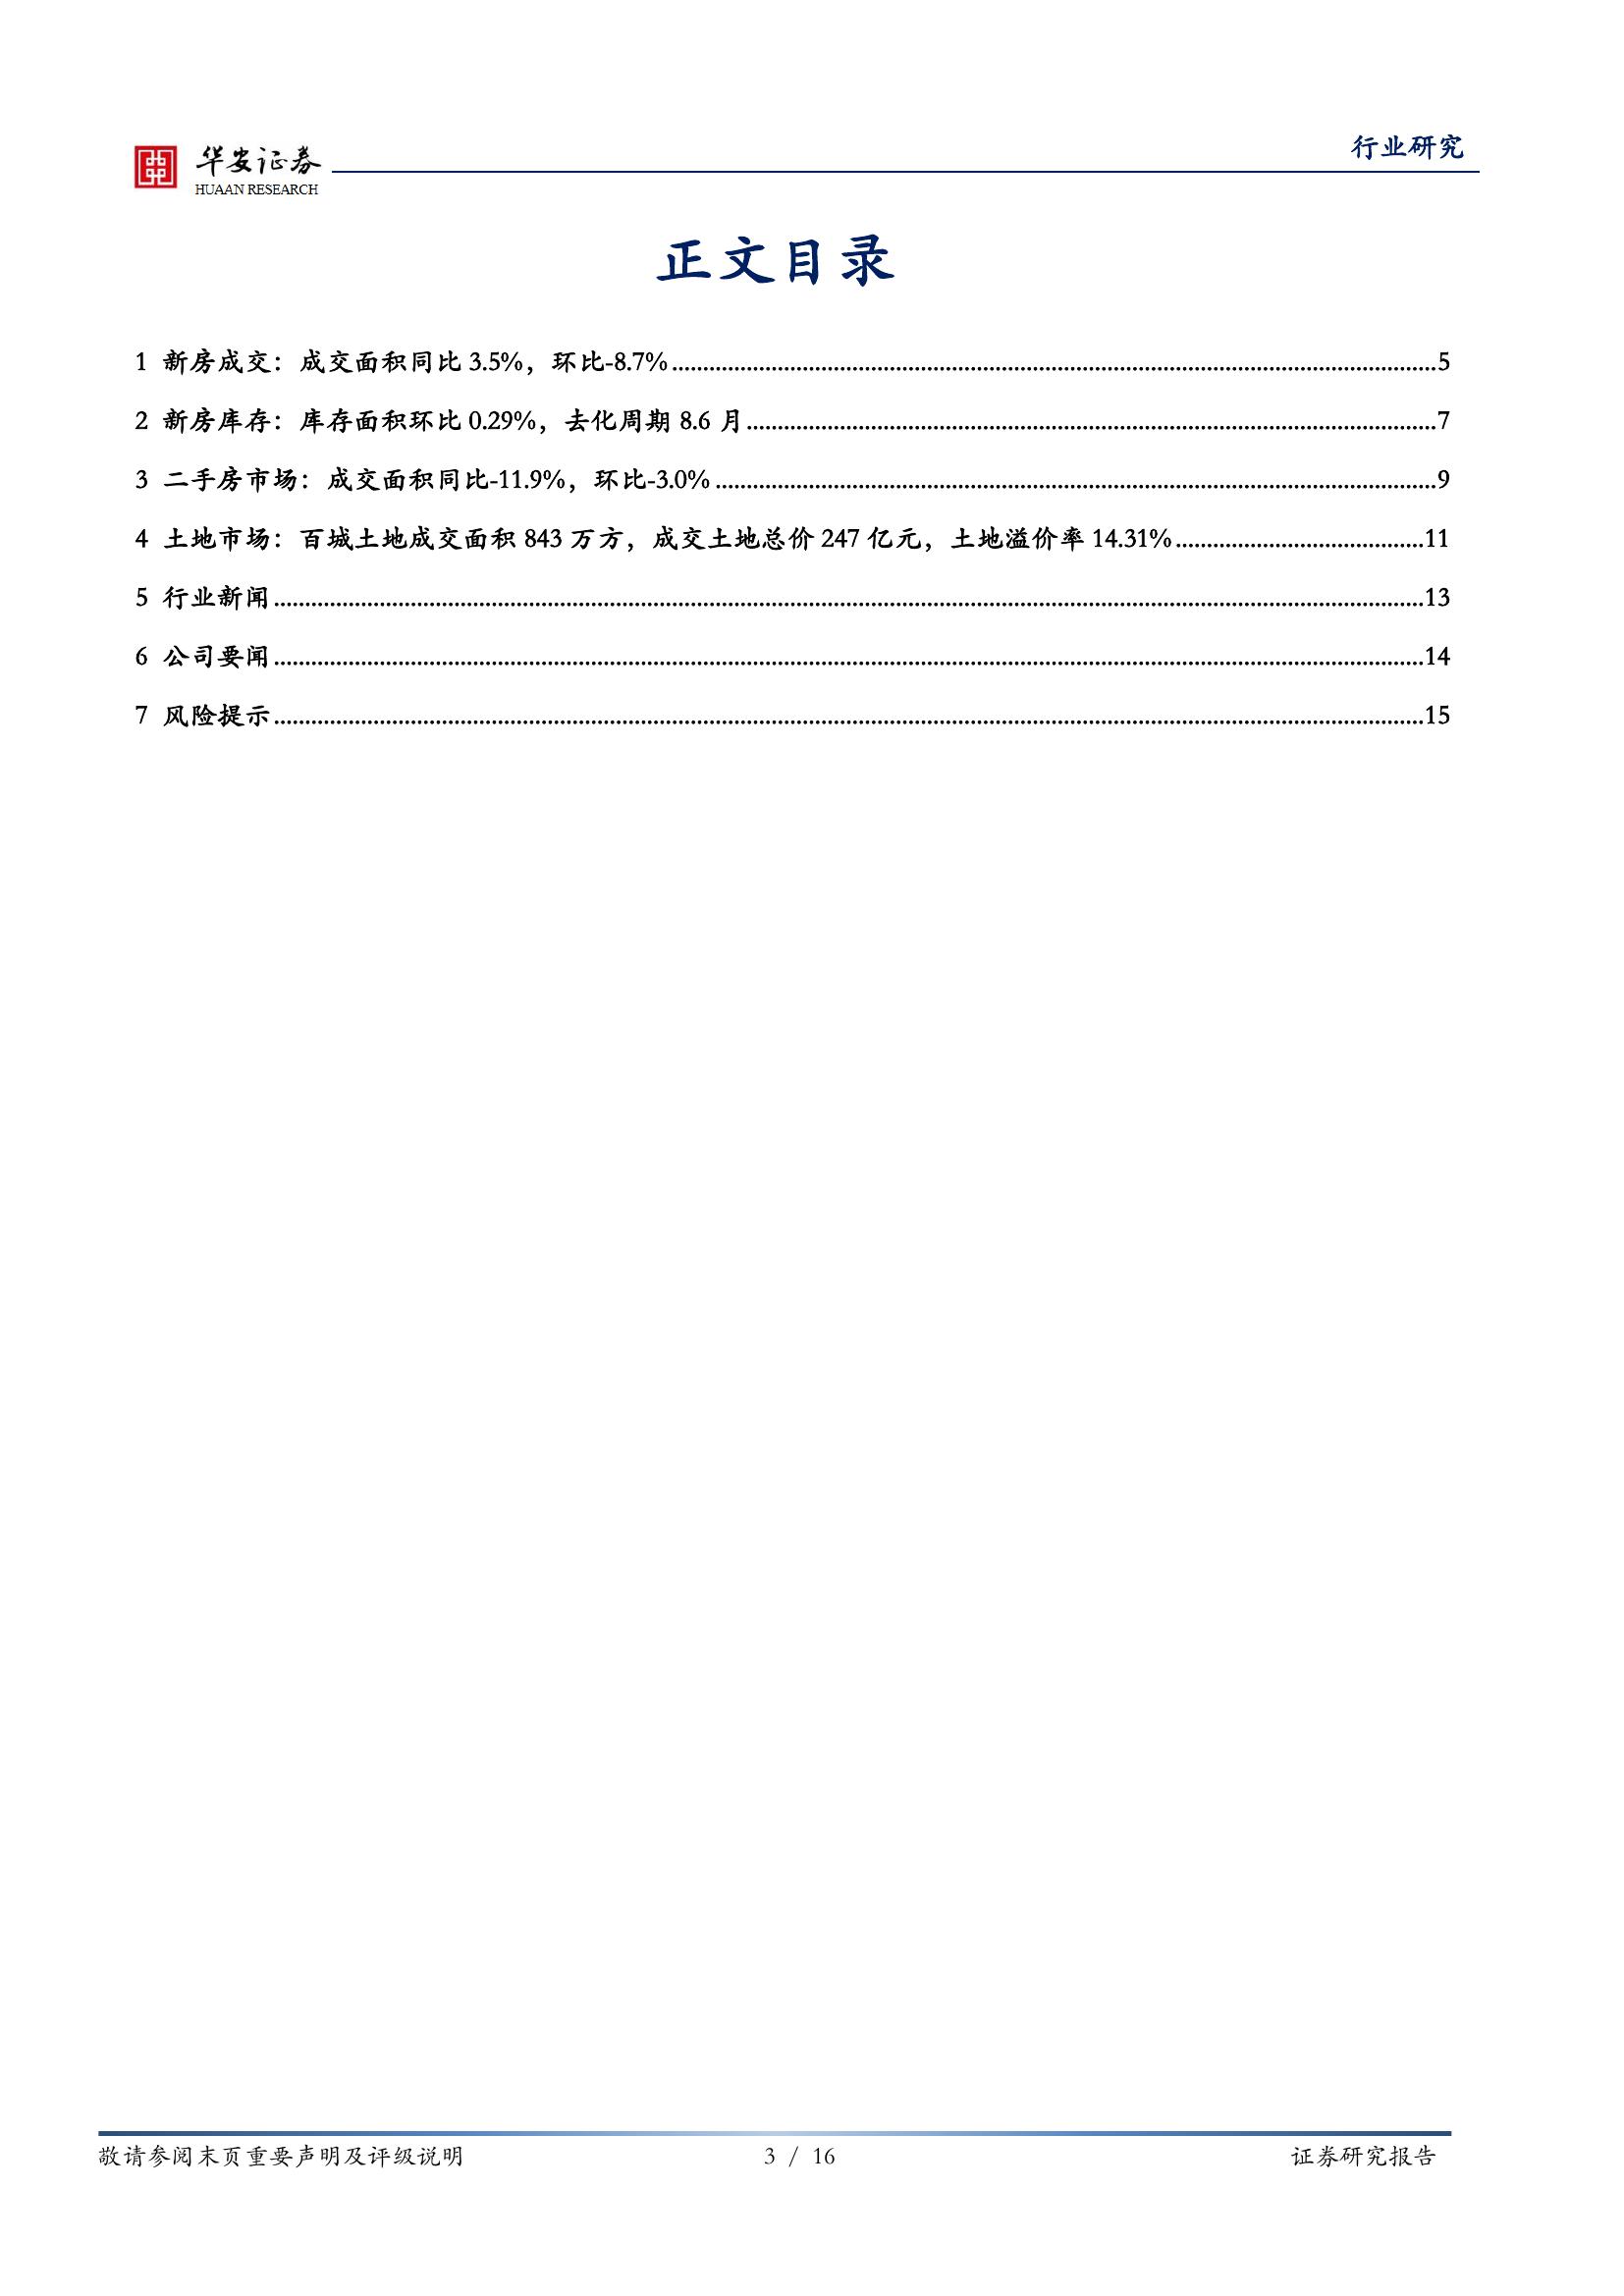 华安证券
HUAAN RESEARCH
行业研究
正文目录
1 新房成交：成交面积同比 3.5%，环比-8.7%........................5
2 新房库存：库存面积环比 0.29%，去化周期 8.6 月........................7
3 二手房市场：成交面积同比-11.9%，环比-3.0%........................9
4 土地市场：百城土地成交面积 843 万方，成交土地总价 247 亿元，土地溢价率 14.31%........................11
5 行业新闻........................13
6 公司要闻........................14
7 风险提示........................15
敬请参阅末页重要声明及评级说明 3 / 16 证券研究报告